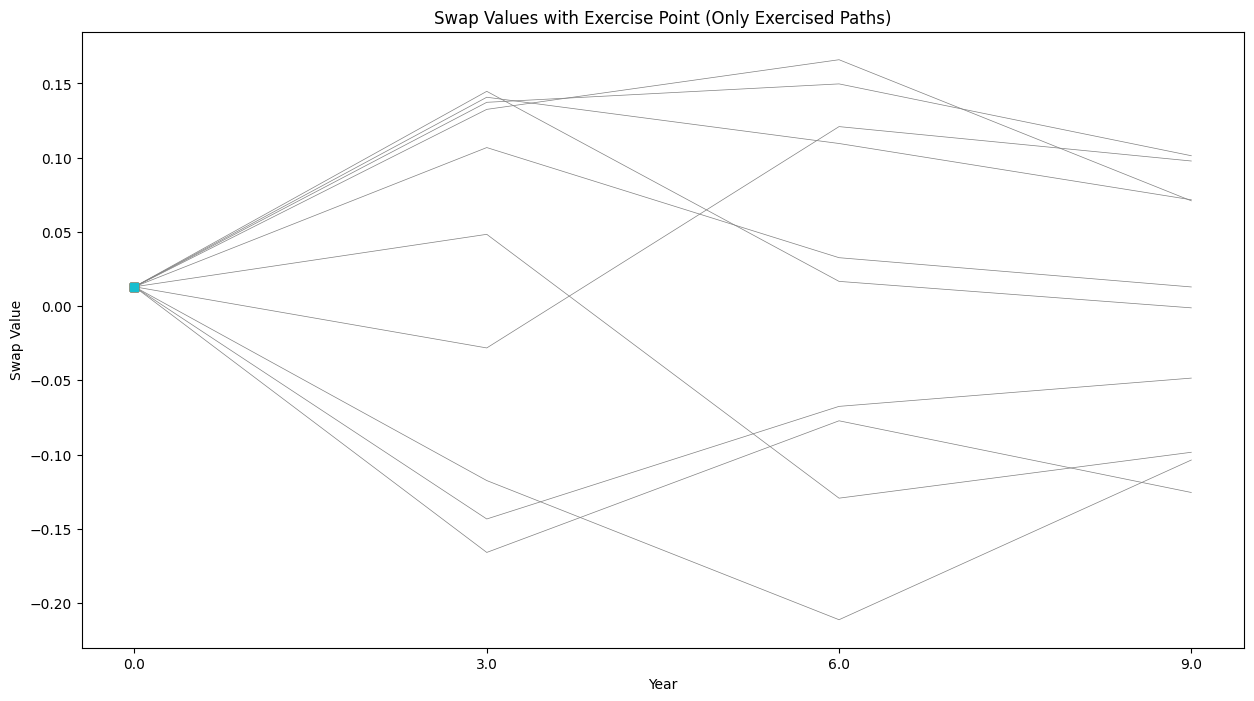 Swap Values with Exercise Point (Only Exercised Paths)
Swap Value
0.15
0.10
0.05
0.00
−0.05
−0.10
−0.15
−0.20
0.0 3.0 6.0 9.0
Year